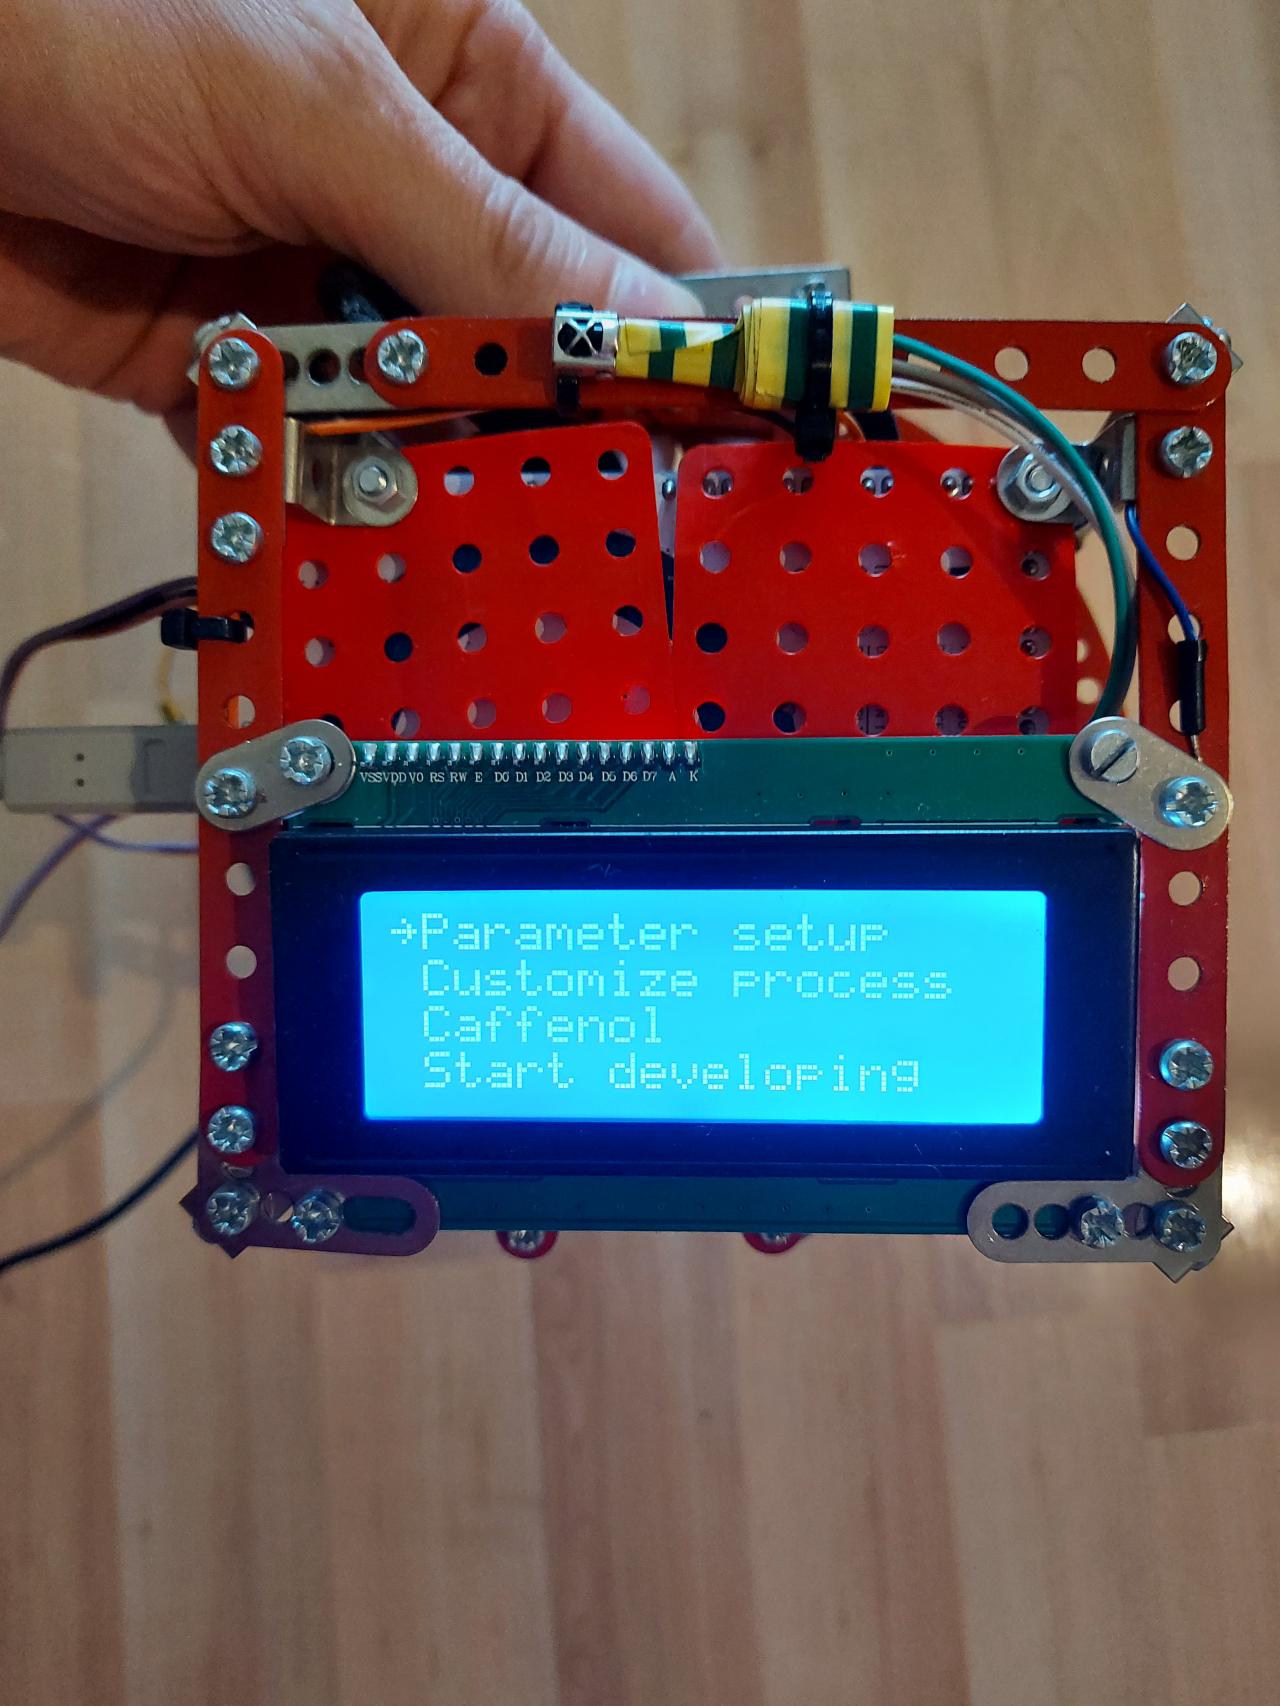 VSS VDD V0 RS RW E D0 D1 D2 D3 D4 D5 D6 D7 A K
→Parameter setup
Customize process
Caffenol
Start developing